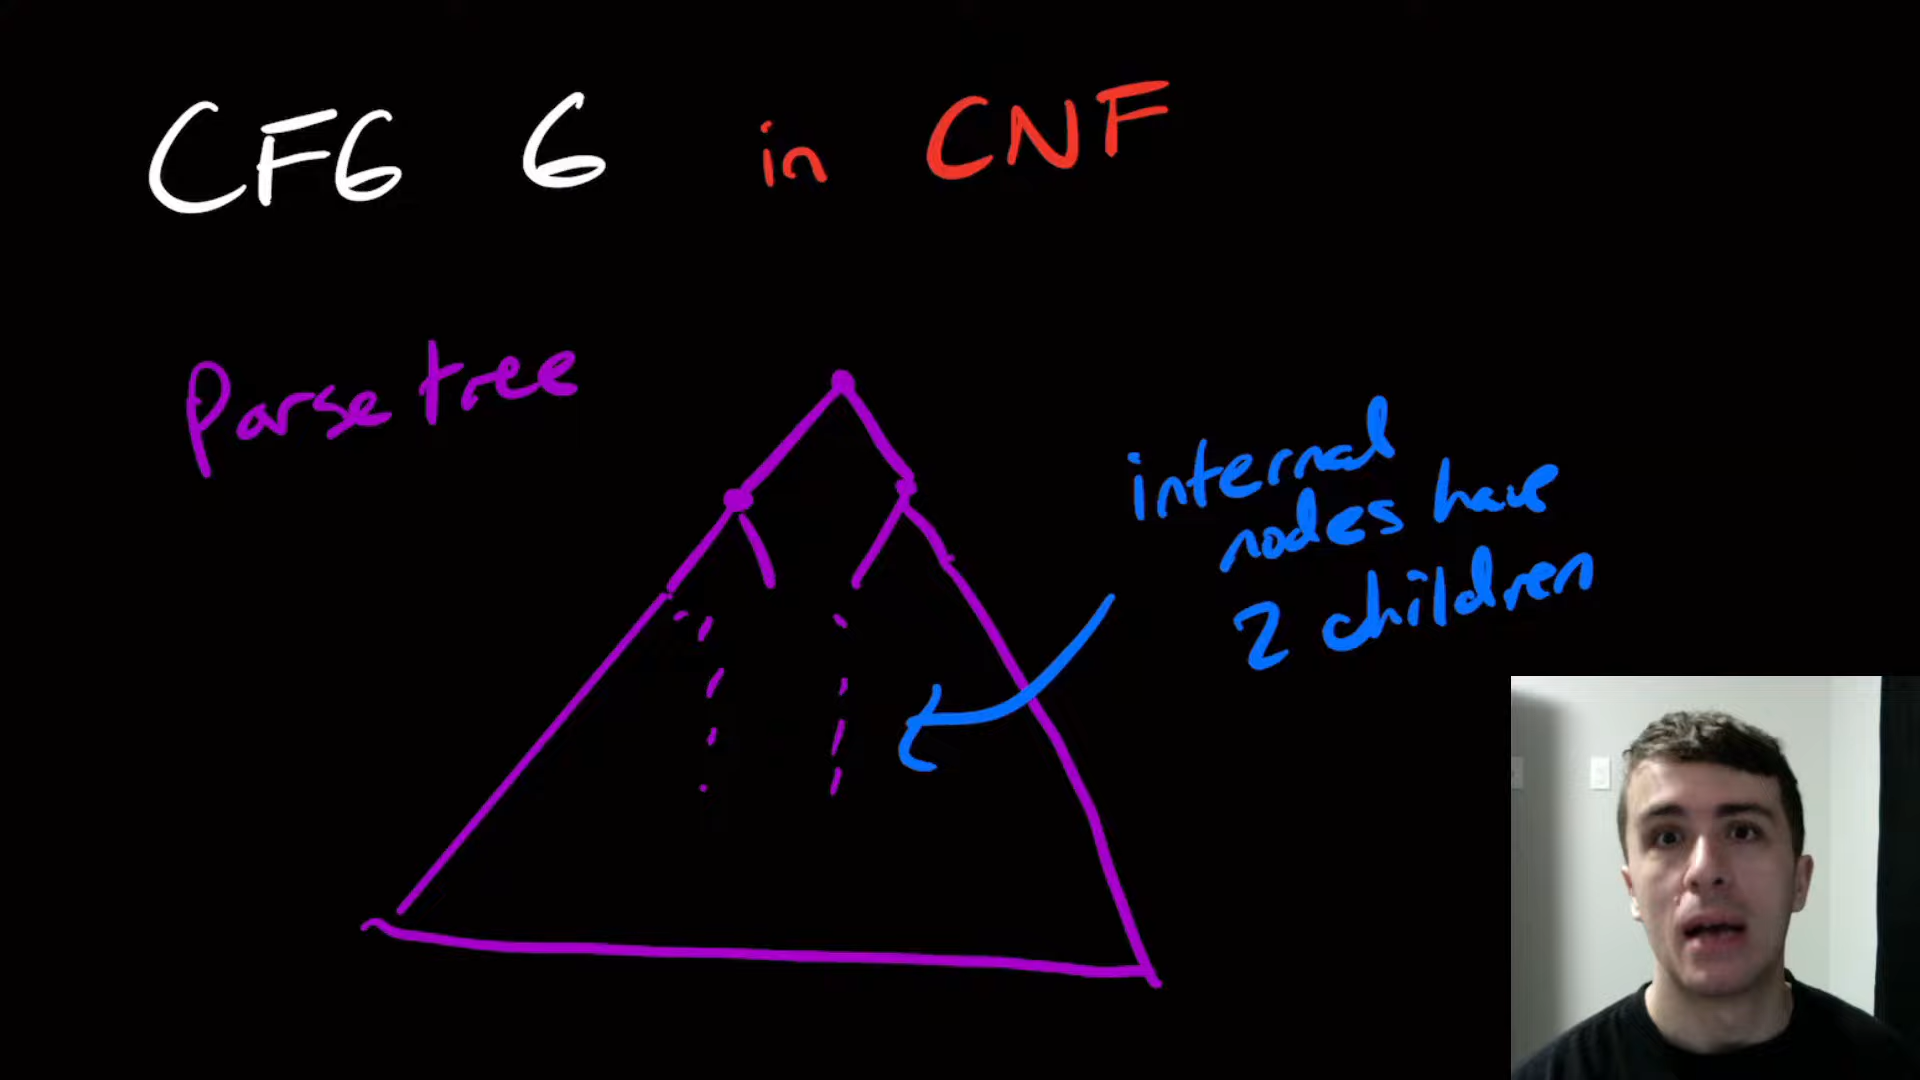 CFG G in CNF
Parse tree
internal
nodes have
2 children